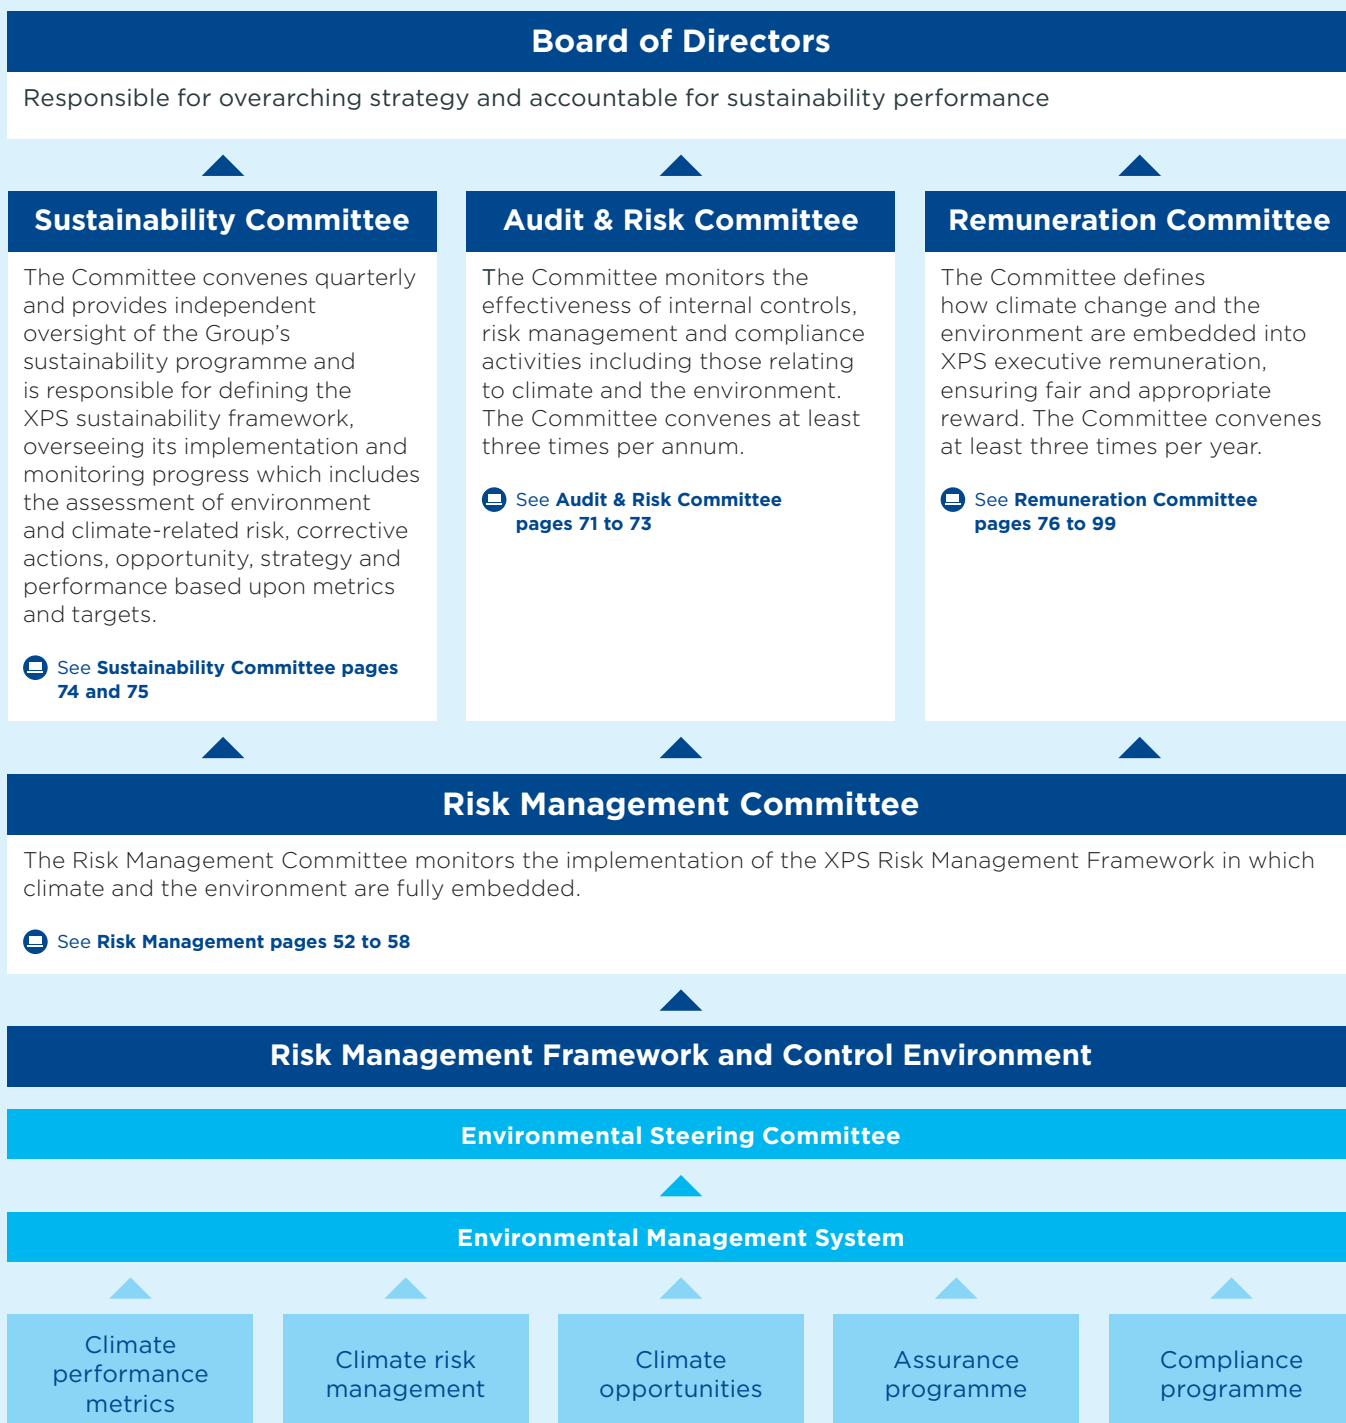 Board of Directors
Responsible for overarching strategy and accountable for sustainability performance
Sustainability Committee
The Committee convenes quarterly
and provides independent
oversight of the Group's
sustainability programme and
is responsible for defining the
XPS sustainability framework,
overseeing its implementation and
monitoring progress which includes
the assessment of environment
and climate-related risk, corrective
actions, opportunity, strategy and
performance based upon metrics
and targets.
See Sustainability Committee pages
74 and 75
Audit & Risk Committee
The Committee monitors the
effectiveness of internal controls,
risk management and compliance
activities including those relating
to climate and the environment.
The Committee convenes at least
three times per annum.
See Audit & Risk Committee
pages 71 to 73
Remuneration Committee
The Committee defines
how climate change and the
environment are embedded into
XPS executive remuneration,
ensuring fair and appropriate
reward. The Committee convenes
at least three times per year.
See Remuneration Committee
pages 76 to 99
Risk Management Committee
The Risk Management Committee monitors the implementation of the XPS Risk Management Framework in which
climate and the environment are fully embedded.
See Risk Management pages 52 to 58
Risk Management Framework and Control Environment
Environmental Steering Committee
Environmental Management System
Climate
performance
metrics
Climate risk
management
Climate
opportunities
Assurance
programme
Compliance
programme